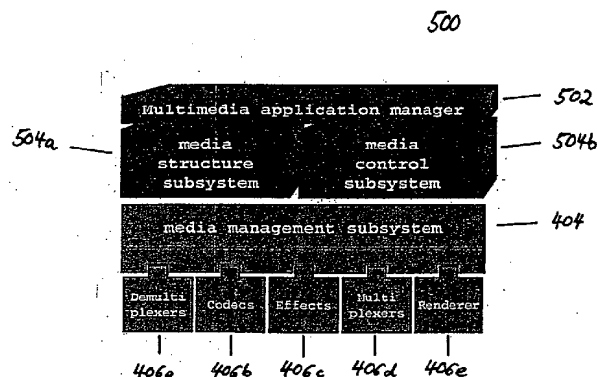 500
Multimedia application manager
502
504a
media
structure
subsystem
media
control
subsystem
504b
media management subsystem
404
Demulti
plexers
Codecs
Effects
Multi
plexers
Renderer
406a
406b
406c
406d
406e